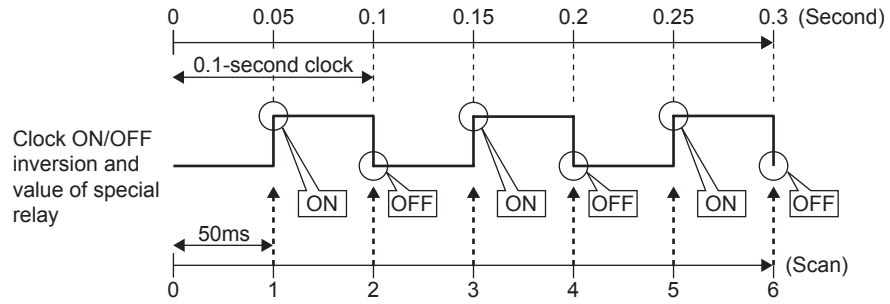 0 0.05 0.1 0.15 0.2 0.25 0.3 (Second)
0.1-second clock
Clock ON/OFF
inversion and
value of special
relay
ON OFF ON OFF ON OFF
50ms
(Scan)
0 1 2 3 4 5 6